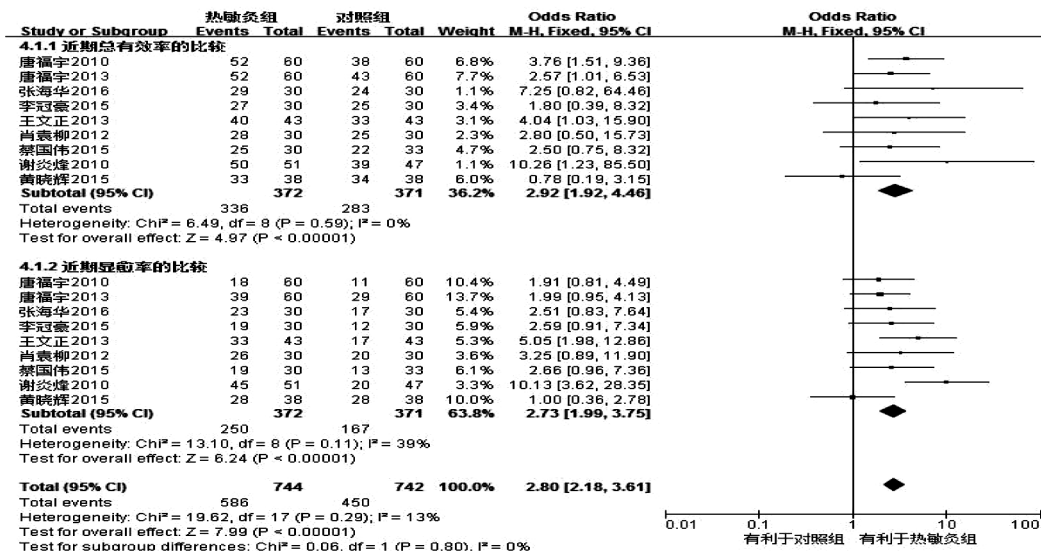 热敏灸组 对照组 Odds Ratio Odds Ratio
Study or Subgroup Events Total Events Total Weight M-H, Fixed, 95% CI M-H, Fixed, 95% CI
4.1.1 近期总有效率的比较
唐福宇2010 52 60 38 60 6.8% 3.76 [1.51, 9.36]
唐福宇2013 52 60 43 60 7.7% 2.57 [1.01, 6.53]
张海华2016 29 30 24 30 1.1% 7.25 [0.82, 64.46]
李冠豪2015 27 30 25 30 3.4% 1.80 [0.39, 8.32]
王文正2013 40 43 33 43 3.1% 4.04 [1.03, 15.90]
肖袁柳2012 28 30 25 30 2.3% 2.80 [0.50, 15.73]
蔡国伟2015 25 30 22 33 4.7% 2.50 [0.75, 8.32]
谢炎烽2010 50 51 39 47 1.1% 10.26 [1.23, 85.50]
黄晓辉2015 33 38 34 38 6.0% 0.78 [0.19, 3.15]
Subtotal (95% CI) 372 371 36.2% 2.92 [1.92, 4.46]
Total events 336 283
Heterogeneity: Chi² = 6.49, df = 8 (P = 0.59); I² = 0%
Test for overall effect: Z = 4.97 (P < 0.00001)
4.1.2 近期显愈率的比较
唐福宇2010 18 60 11 60 10.4% 1.91 [0.81, 4.49]
唐福宇2013 39 60 29 60 13.7% 1.99 [0.95, 4.13]
张海华2016 23 30 17 30 5.4% 2.51 [0.83, 7.64]
李冠豪2015 19 30 12 30 5.9% 2.59 [0.91, 7.34]
王文正2013 33 43 17 43 5.3% 5.05 [1.98, 12.86]
肖袁柳2012 26 30 20 30 3.6% 3.25 [0.89, 11.90]
蔡国伟2015 19 30 13 33 6.1% 2.66 [0.96, 7.36]
谢炎烽2010 45 51 20 47 3.3% 10.13 [3.62, 28.35]
黄晓辉2015 28 38 28 38 10.0% 1.00 [0.36, 2.78]
Subtotal (95% CI) 372 371 63.8% 2.73 [1.99, 3.75]
Total events 250 167
Heterogeneity: Chi² = 13.10, df = 8 (P = 0.11); I² = 39%
Test for overall effect: Z = 6.24 (P < 0.00001)
Total (95% CI) 744 742 100.0% 2.80 [2.18, 3.61]
Total events 586 450
Heterogeneity: Chi² = 19.62, df = 17 (P = 0.29); I² = 13%
Test for overall effect: Z = 7.99 (P < 0.00001)
Test for subgroup differences: Chi² = 0.06, df = 1 (P = 0.80), I² = 0%
0.01 0.1 1 10 100
有利于对照组 有利于热敏灸组